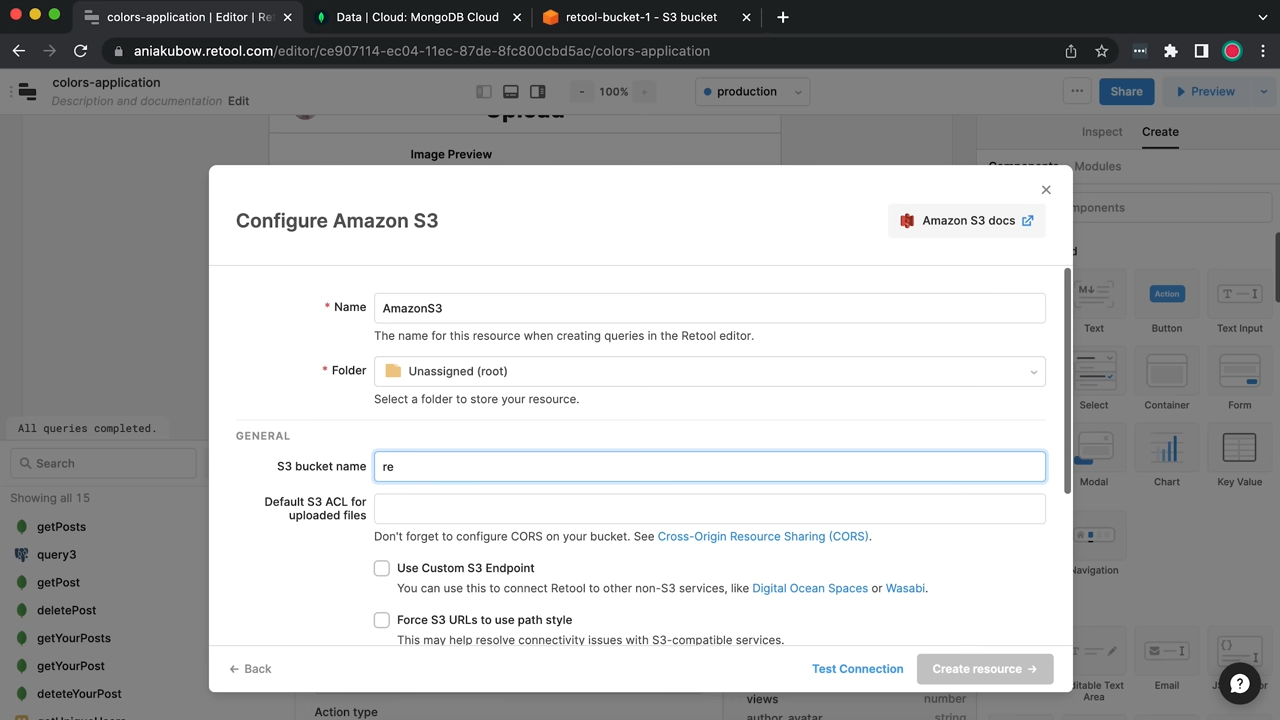 colors-application | Editor | Re
Data | Cloud: MongoDB Cloud
retool-bucket-1 - S3 bucket
aniakubow.retool.com/editor/ce907114-ec04-11ec-87de-8fc800cbd5ac/colors-application
colors-application
Description and documentation Edit
- 100% +
production
Share
Preview
Upload
Inspect Create
Image Preview
Components Modules
Configure Amazon S3
Amazon S3 docs
* Name AmazonS3
The name for this resource when creating queries in the Retool editor.
* Folder Unassigned (root)
Select a folder to store your resource.
GENERAL
S3 bucket name re
Default S3 ACL for
uploaded files
Don't forget to configure CORS on your bucket. See Cross-Origin Resource Sharing (CORS).
Use Custom S3 Endpoint
You can use this to connect Retool to other non-S3 services, like Digital Ocean Spaces or Wasabi.
Force S3 URLs to use path style
This may help resolve connectivity issues with S3-compatible services.
Back
Test Connection
Create resource
All queries completed.
Search
Showing all 15
getPosts
query3
getPost
deletePost
getYourPosts
getYourPost
deteteYourPost
mponents
Action
Text Button Text Input
Select Container Form
Modal Chart Key Value
Navigation
ditable Text
Area
Email
Action type
views number
author_avatar string